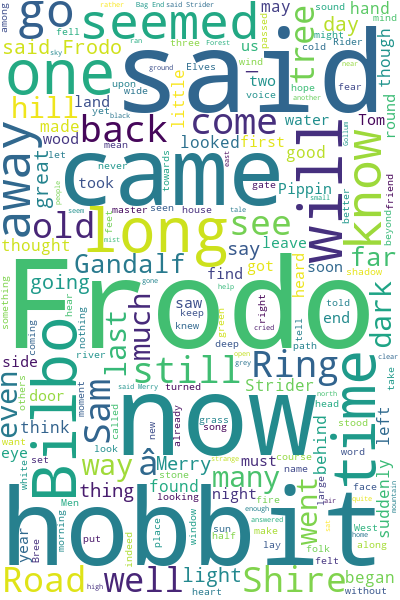 among
Bag End said Strider
ran
rather
Forest
passed
sound
hand
mind
go
seemed
may
cold
Rider
fell
three
us
day
though
said Frodo
sky
ground
wind
fear
near
Elves
tree
one
said
upon
wide
two
hope
voice
another
hill
land
yet
black
little
made
mean
back
come
water
Tom
round
away
wood
let
never
towards
looked
first
know
great
people
took
came
east
gate
Gollum
small
good
seem
feet
master
house
will
Pippin
old
mist
seen
tale
better
beyond
friend
thought
long
see
far
something
going
Gandalf
say
leave
hear
gone
find
got
soon
shadow
heard
dark
Frodo
coming
nothing
help
green
right
cried
told
end
saw
keep
knew
last
much
still
deep
tell
path
clear
side
river
open
grey
Ring
time
even
others
door
Bilbo
moment
said Merry
turned
Strider
north
take
eye
want
think
Sam
now
head
stood
left
called
look
new
already
grass
song
behind
white
set
way
â
Merry
must
course
name
word
thing
found
stone
many
night
strange
went
large
suddenly
face
quite
year
Men
looking
fire
enough
air
West
mountain
Bree
morning
put
hobbit
place
window
sun
half
answered
make
folk
home
along
Road
high
well
light
heart
lay
Shire
felt
began
without